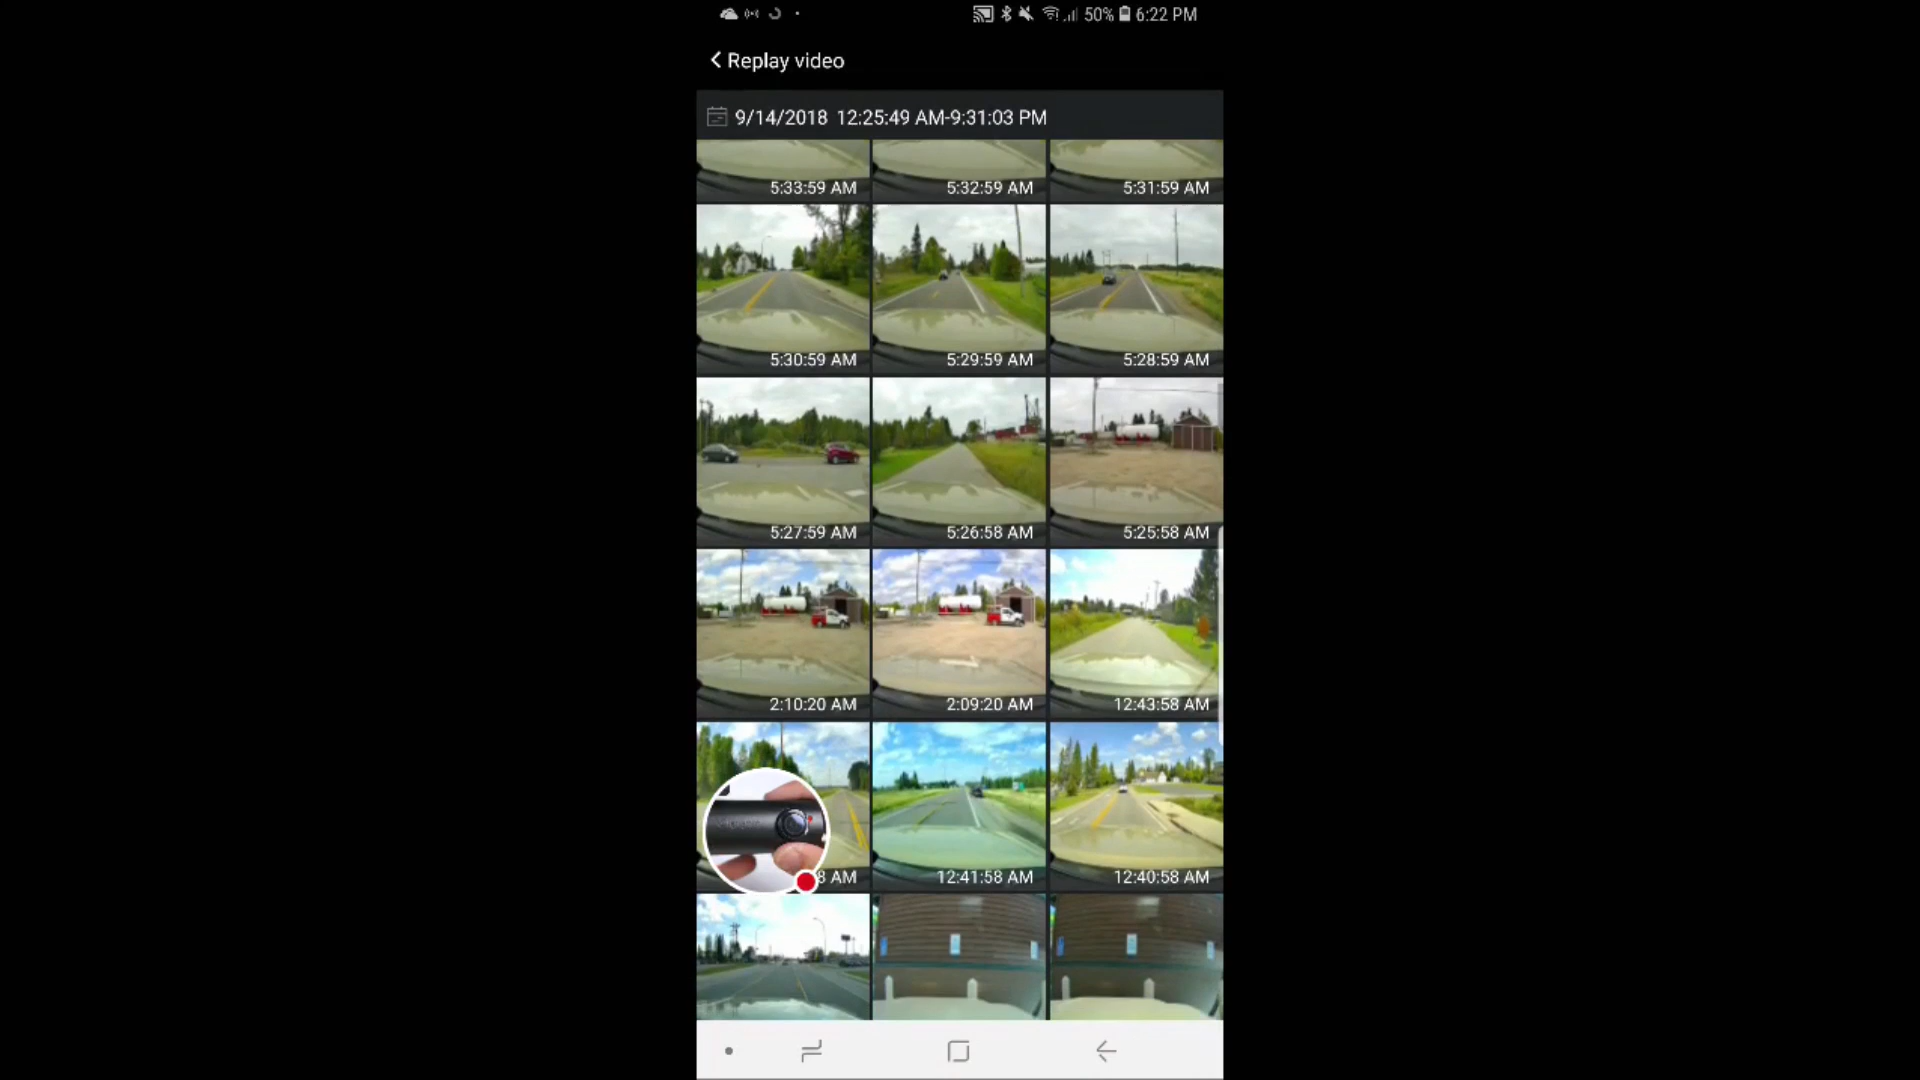 50% 6:22 PM
Replay video
9/14/2018 12:25:49 AM-9:31:03 PM
5:33:59 AM 5:32:59 AM 5:31:59 AM
5:30:59 AM 5:29:59 AM 5:28:59 AM
5:27:59 AM 5:26:58 AM 5:25:58 AM
2:10:20 AM 2:09:20 AM 12:43:58 AM
8 AM 12:41:58 AM 12:40:58 AM